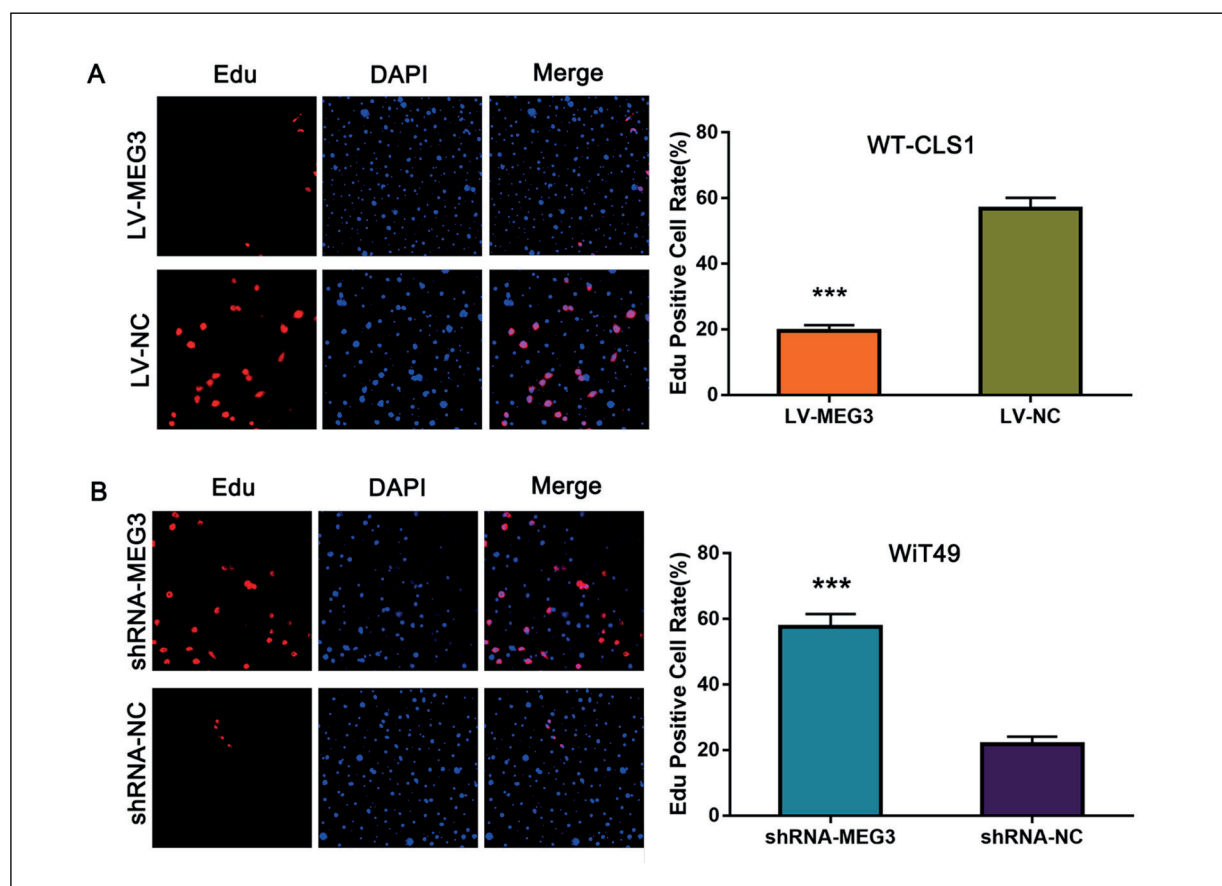 A
Edu DAPI Merge
LV-MEG3
LV-NC
Edu Positive Cell Rate(%)
80
60
40
20
0
WT-CLS1
***
LV-MEG3 LV-NC
B
Edu DAPI Merge
shRNA-MEG3
shRNA-NC
Edu Positive Cell Rate(%)
80
60
40
20
0
WiT49
***
shRNA-MEG3 shRNA-NC